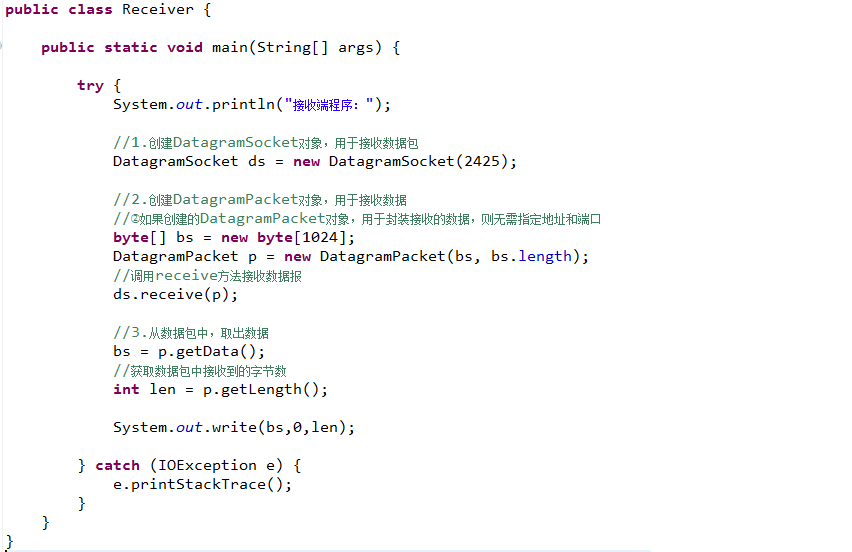 public class Receiver {
public static void main(String[] args) {
try {
System.out.println("接收端程序：");
//1.创建DatagramSocket对象，用于接收数据包
DatagramSocket ds = new DatagramSocket(2425);
//2.创建DatagramPacket对象，用于接收数据
//②如果创建的DatagramPacket对象，用于封装接收的数据，则无需指定地址和端口
byte[] bs = new byte[1024];
DatagramPacket p = new DatagramPacket(bs, bs.length);
//调用receive方法接收数据报
ds.receive(p);
//3.从数据包中，取出数据
bs = p.getData();
//获取数据包中接收到的字节数
int len = p.getLength();
System.out.write(bs,0,len);
} catch (IOException e) {
e.printStackTrace();
}
}
}